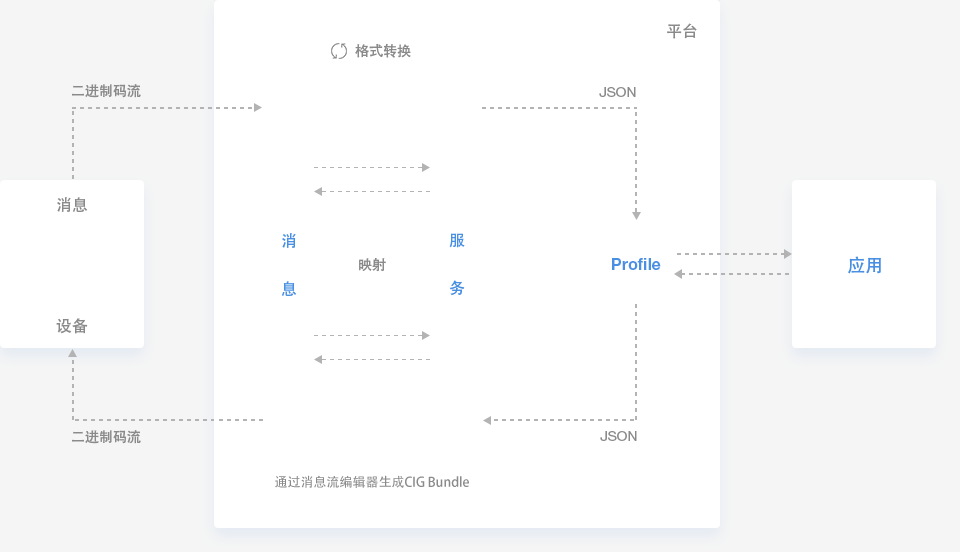 平台
格式转换
二进制码流
JSON
消息
消息
服务
映射
Profile
应用
设备
二进制码流
JSON
通过消息流编辑器生成CIG Bundle